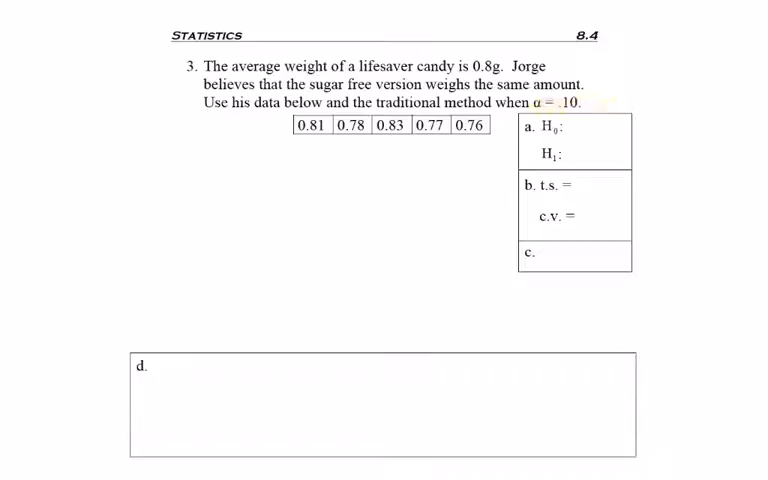 STATISTICS 8.4
3. The average weight of a lifesaver candy is 0.8g. Jorge
believes that the sugar free version weighs the same amount.
Use his data below and the traditional method when α = .10.
0.81 0.78 0.83 0.77 0.76
a. H₀:
H₁:
b. t.s. =
c.v. =
c.
d.